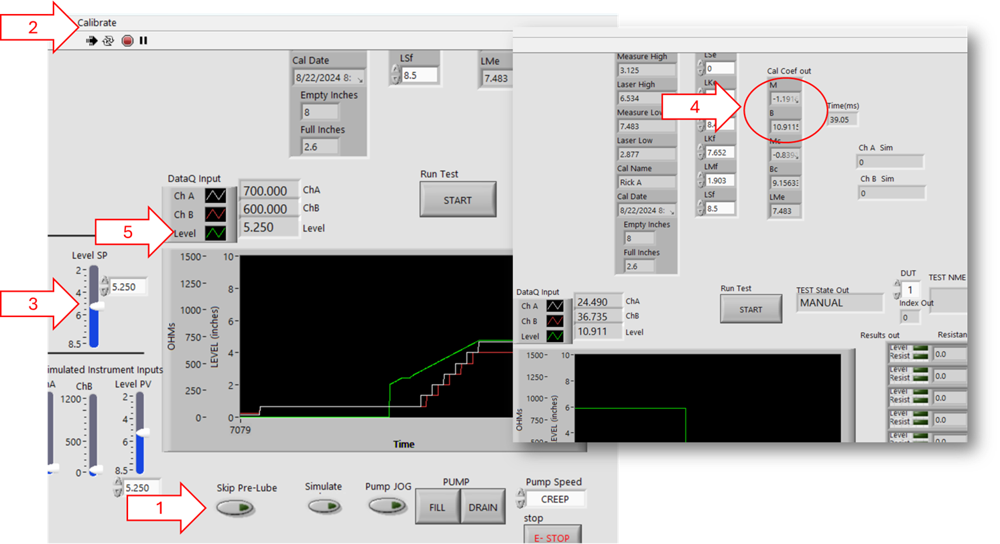 2
Calibrate
Cal Date
8/22/2024 8:
Empty Inches
8
Full Inches
2.6
LSf
8.5
LMe
7.483
DataQ Input
Ch A
700.000
ChA
Ch B
600.000
ChB
5
Level
5.250
Level
Run Test
START
Level SP
2-
4-
6-
8.5-
5.250
3
1500-
1250-
1000-
750-
500-
250-
0-
OHMs
10-
8-
6-
4-
2-
0-
LEVEL (inches)
7079
Time
imulated Instrument Inputs
hA
ChB
1200-
500-
0-
Level PV
2-
4-
6-
8.5-
5.250
1
Skip Pre-Lube
Simulate
Pump JOG
PUMP
FILL
DRAIN
Pump Speed
CREEP
stop
E- STOP
Measure High
3.125
Laser High
6.534
Measure Low
7.483
Laser Low
2.877
Cal Name
Rick A
Cal Date
8/22/2024 8:
Empty Inches
8
Full Inches
2.6
LSe
0
LKe
8.
LKf
7.652
LMf
1.903
LSf
8.5
4
Cal Coef out
M
-1.191
B
10.911
Mc
-0.839
Bc
9.1563
LMe
7.483
Time(ms)
39.05
Ch A Sim
0
Ch B Sim
0
DataQ Input
Ch A
24.490
ChA
Ch B
36.735
ChB
Level
10.911
Level
Run Test
START
TEST State Out
MANUAL
DUT
1
TEST NME
Index Out
0
Results out
Resistan
Level
Resist
0.0
Level
Resist
0.0
Level
Resist
0.0
Level
Resist
0.0
Level
Resist
0.0
1500-
1250-
1000-
750-
500-
OHMs
10-
8-
6-
4-
EVEL (inches)